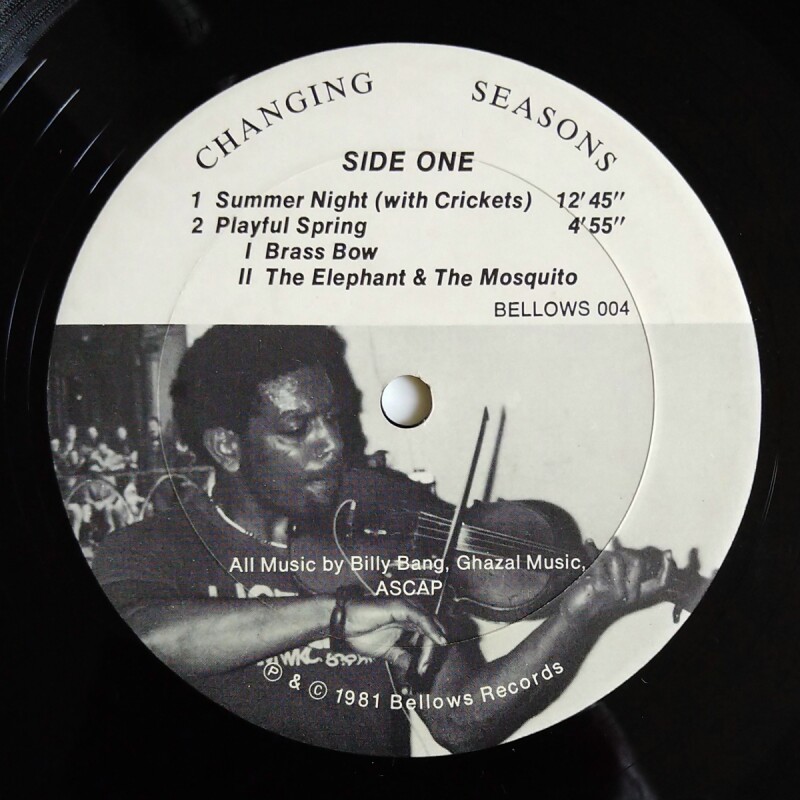 CHANGING SEASONS
SIDE ONE
1 Summer Night (with Crickets) 12'45"
2 Playful Spring 4'55"
I Brass Bow
II The Elephant & The Mosquito
BELLOWS 004
All Music by Billy Bang, Ghazal Music,
ASCAP
℗ & © 1981 Bellows Records